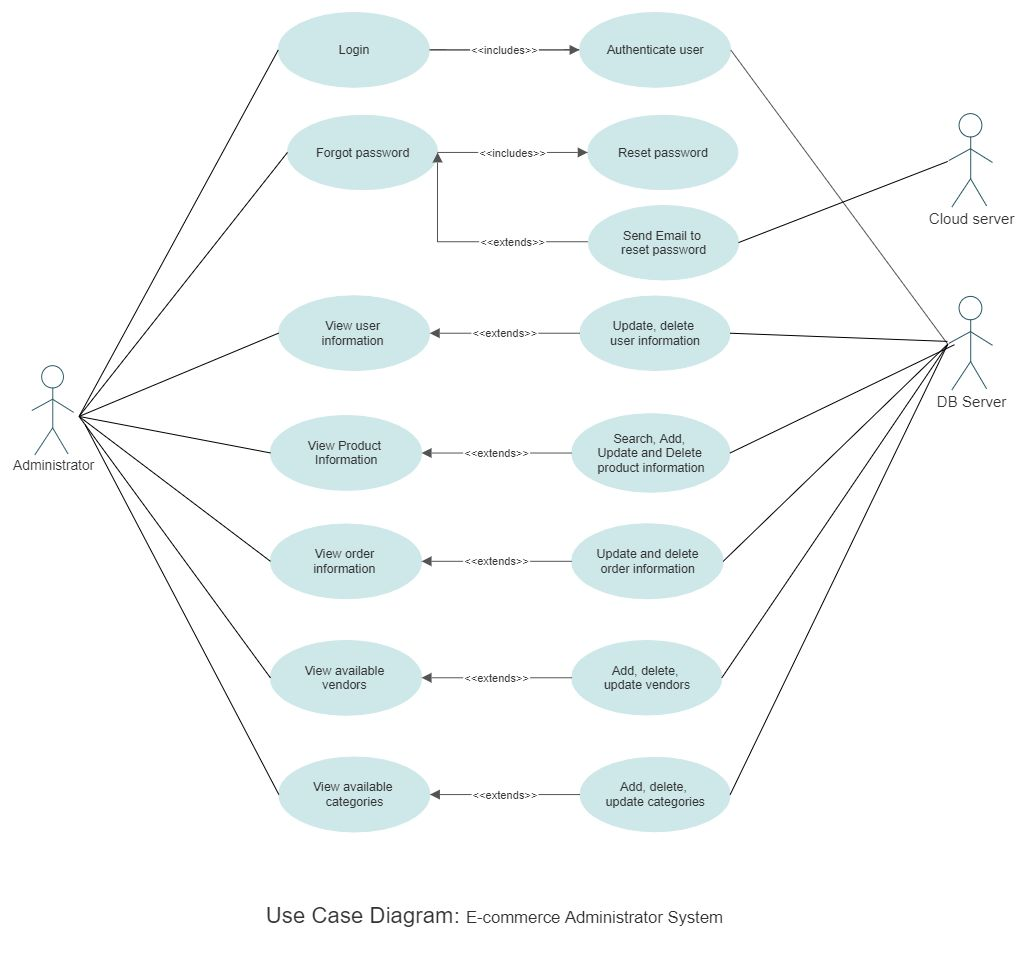 Login
<<includes>>
Authenticate user
Forgot password
<<includes>>
Reset password
Cloud server
<<extends>>
Send Email to
reset password
View user
information
<<extends>>
Update, delete
user information
DB Server
Administrator
View Product
Information
<<extends>>
Search, Add,
Update and Delete
product information
View order
information
<<extends>>
Update and delete
order information
View available
vendors
<<extends>>
Add, delete,
update vendors
View available
categories
<<extends>>
Add, delete,
update categories
Use Case Diagram: E-commerce Administrator System